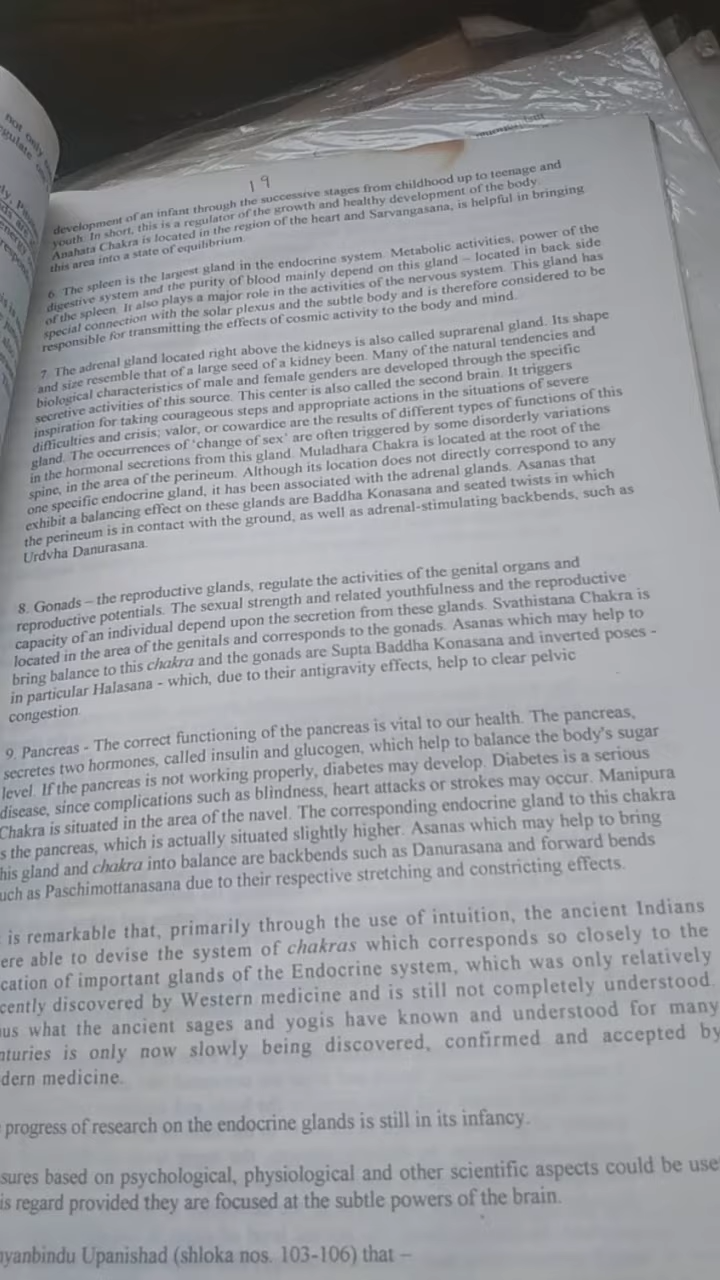 19
development of an infant through the successive stages from childhood up to teenage and
youth. In short, this is a regulator of the growth and healthy development of the body.
Anahata Chakra is located in the region of the heart and Sarvangasana, is helpful in bringing
this area into a state of equilibrium.
6. The spleen is the largest gland in the endocrine system. Metabolic activities, power of the
digestive system and the purity of blood mainly depend on this gland – located in back side
of the spleen. It also plays a major role in the activities of the nervous system. This gland has
special connection with the solar plexus and the subtle body and is therefore considered to be
responsible for transmitting the effects of cosmic activity to the body and mind.
7. The adrenal gland located right above the kidneys is also called suprarenal gland. Its shape
and size resemble that of a large seed of a kidney been. Many of the natural tendencies and
biological characteristics of male and female genders are developed through the specific
secretive activities of this source. This center is also called the second brain. It triggers
inspiration for taking courageous steps and appropriate actions in the situations of severe
difficulties and crisis; valor, or cowardice are the results of different types of functions of this
gland. The occurrences of 'change of sex' are often triggered by some disorderly variations
in the hormonal secretions from this gland. Muladhara Chakra is located at the root of the
spine, in the area of the perineum. Although its location does not directly correspond to any
one specific endocrine gland, it has been associated with the adrenal glands. Asanas that
exhibit a balancing effect on these glands are Baddha Konasana and seated twists in which
the perineum is in contact with the ground, as well as adrenal-stimulating backbends, such as
Urdvha Danurasana.
8. Gonads – the reproductive glands, regulate the activities of the genital organs and
reproductive potentials. The sexual strength and related youthfulness and the reproductive
capacity of an individual depend upon the secretion from these glands. Svathistana Chakra is
located in the area of the genitals and corresponds to the gonads. Asanas which may help to
bring balance to this chakra and the gonads are Supta Baddha Konasana and inverted poses -
in particular Halasana - which, due to their antigravity effects, help to clear pelvic
congestion.
9. Pancreas - The correct functioning of the pancreas is vital to our health. The pancreas,
secretes two hormones, called insulin and glucogen, which help to balance the body's sugar
level. If the pancreas is not working properly, diabetes may develop. Diabetes is a serious
disease, since complications such as blindness, heart attacks or strokes may occur. Manipura
Chakra is situated in the area of the navel. The corresponding endocrine gland to this chakra
s the pancreas, which is actually situated slightly higher. Asanas which may help to bring
his gland and chakra into balance are backbends such as Danurasana and forward bends
uch as Paschimottanasana due to their respective stretching and constricting effects.
is remarkable that, primarily through the use of intuition, the ancient Indians
ere able to devise the system of chakras which corresponds so closely to the
cation of important glands of the Endocrine system, which was only relatively
cently discovered by Western medicine and is still not completely understood.
us what the ancient sages and yogis have known and understood for many
nturies is only now slowly being discovered, confirmed and accepted by
dern medicine.
progress of research on the endocrine glands is still in its infancy.
sures based on psychological, physiological and other scientific aspects could be use
is regard provided they are focused at the subtle powers of the brain.
yanbindu Upanishad (shloka nos. 103-106) that –